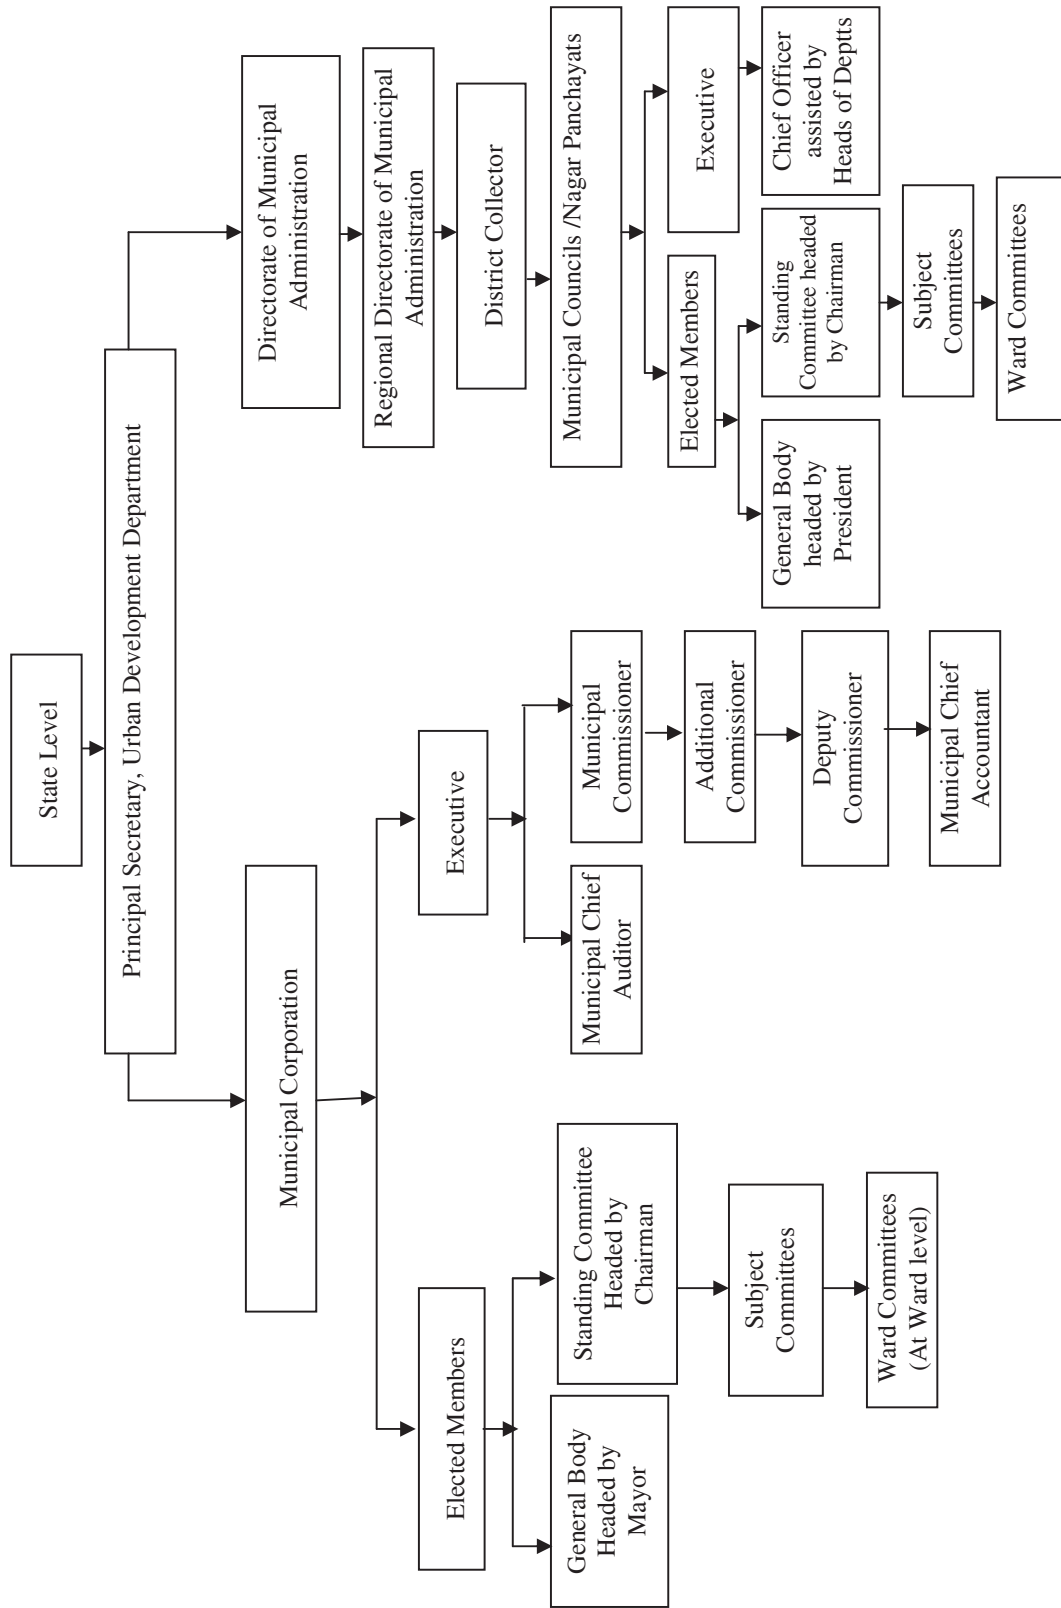 State Level
Principal Secretary, Urban Development Department
Municipal Corporation
Elected Members
General Body
Headed by
Mayor
Standing Committee
Headed by
Chairman
Subject
Committees
Ward Committees
(At Ward level)
Executive
Municipal Chief
Auditor
Municipal
Commissioner
Additional
Commissioner
Deputy
Commissioner
Municipal Chief
Accountant
Directorate of Municipal
Administration
Regional Directorate of Municipal
Administration
District Collector
Municipal Councils /Nagar Panchayats
Elected Members
General Body
headed by
President
Standing
Committee headed
by Chairman
Subject
Committees
Ward Committees
Executive
Chief Officer
assisted by
Heads of Deptts